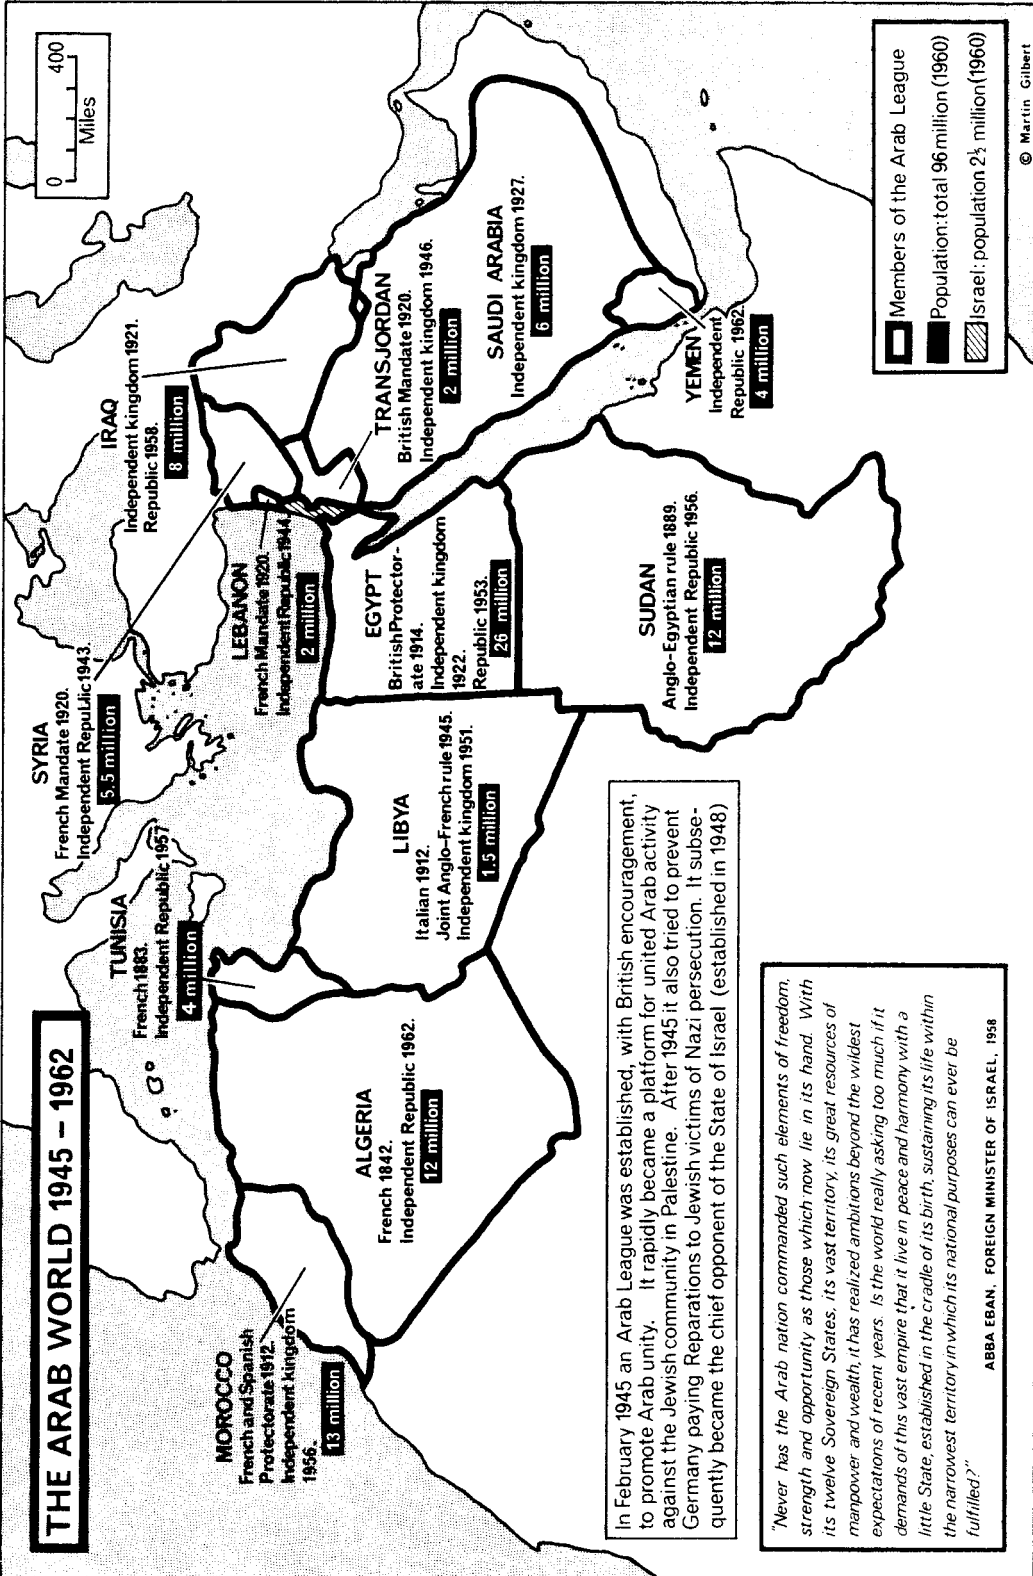 THE ARAB WORLD 1945 – 1962
0 400
Miles
SYRIA
French Mandate 1920.
Independent Republic 1943.
5.5 million
IRAQ
Independent kingdom 1921.
Republic 1958.
8 million
TUNISIA
French 1883.
Independent Republic 1957
4 million
LEBANON
French Mandate 1920.
Independent Republic 1944.
2 million
TRANSJORDAN
British Mandate 1920.
Independent kingdom 1946.
2 million
MOROCCO
French and Spanish
Protectorate 1912.
Independent kingdom
1956.
13 million
ALGERIA
French 1842.
Independent Republic 1962.
12 million
LIBYA
Italian 1912.
Joint Anglo-French rule 1945.
Independent kingdom 1951.
1.5 million
EGYPT
British Protector-
ate 1914.
Independent kingdom
1922.
Republic 1953.
26 million
SAUDI ARABIA
Independent kingdom 1927.
6 million
SUDAN
Anglo-Egyptian rule 1889.
Independent Republic 1956.
12 million
YEMEN
Independent
Republic 1962.
4 million
In February 1945 an Arab League was established, with British encouragement,
to promote Arab unity. It rapidly became a platform for united Arab activity
against the Jewish community in Palestine. After 1945 it also tried to prevent
Germany paying Reparations to Jewish victims of Nazi persecution. It subse-
quently became the chief opponent of the State of Israel (established in 1948)
"Never has the Arab nation commanded such elements of freedom,
strength and opportunity as those which now lie in its hand. With
its twelve Sovereign States, its vast territory, its great resources of
manpower and wealth, it has realized ambitions beyond the wildest
expectations of recent years. Is the world really asking too much if it
demands of this vast empire that it live in peace and harmony with a
little State, established in the cradle of its birth, sustaining its life within
the narrowest territory in which its national purposes can ever be
fulfilled?"
ABBA EBAN, FOREIGN MINISTER OF ISRAEL, 1958
Members of the Arab League
Population: total 96 million (1960)
Israel: population 2½ million (1960)
© Martin Gilbert